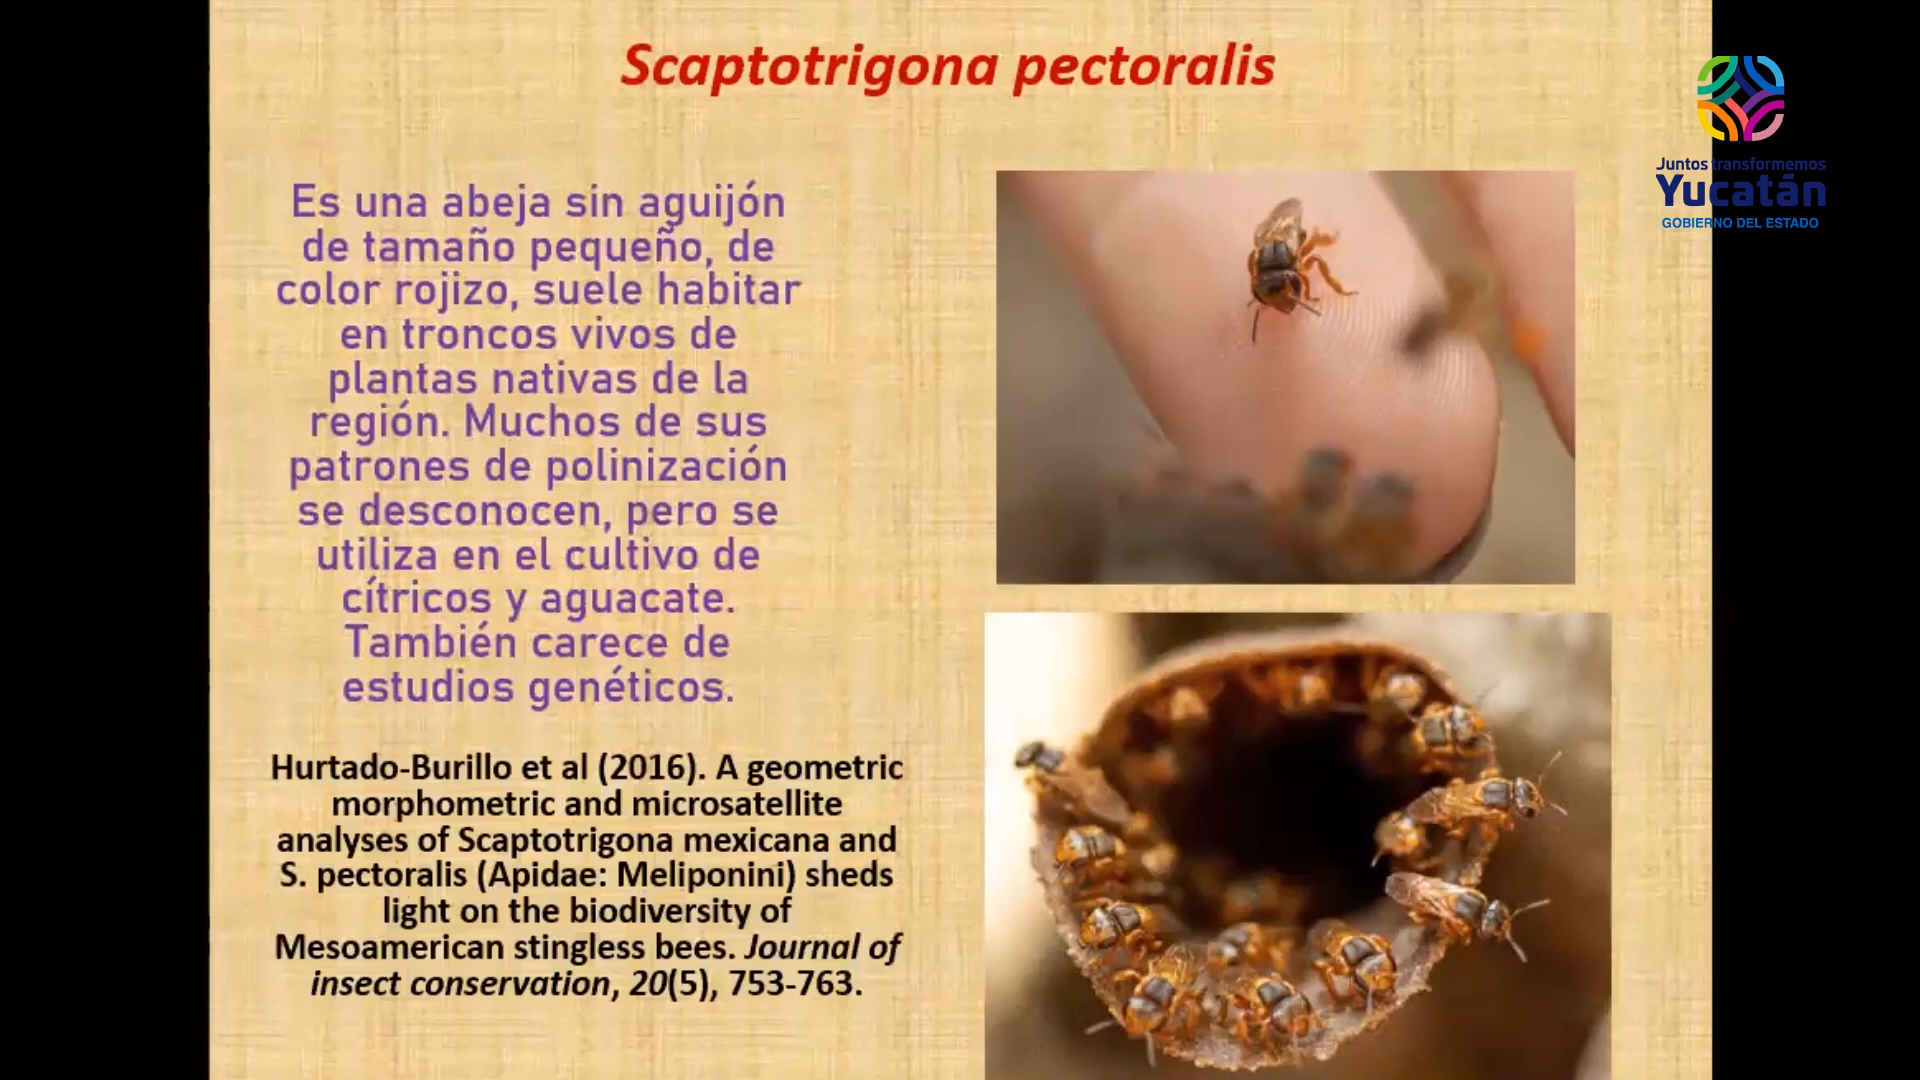 Scaptotrigona pectoralis
Es una abeja sin aguijón
de tamaño pequeño, de
color rojizo, suele habitar
en troncos vivos de
plantas nativas de la
región. Muchos de sus
patrones de polinización
se desconocen, pero se
utiliza en el cultivo de
cítricos y aguacate.
También carece de
estudios genéticos.
Hurtado-Burillo et al (2016). A geometric
morphometric and microsatellite
analyses of Scaptotrigona mexicana and
S. pectoralis (Apidae: Meliponini) sheds
light on the biodiversity of
Mesoamerican stingless bees. Journal of
insect conservation, 20(5), 753-763.
Juntos transformemos
Yucatán
GOBIERNO DEL ESTADO